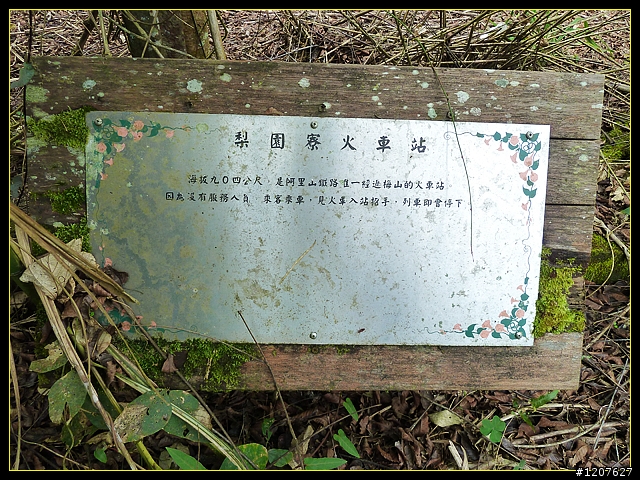 梨園寮火車站
海拔九0四公尺，是阿里山鐵路唯一經過梅山的火車站
因為沒有服務人員，乘客乘車，見火車入站招手，列車即會停下
#1207627